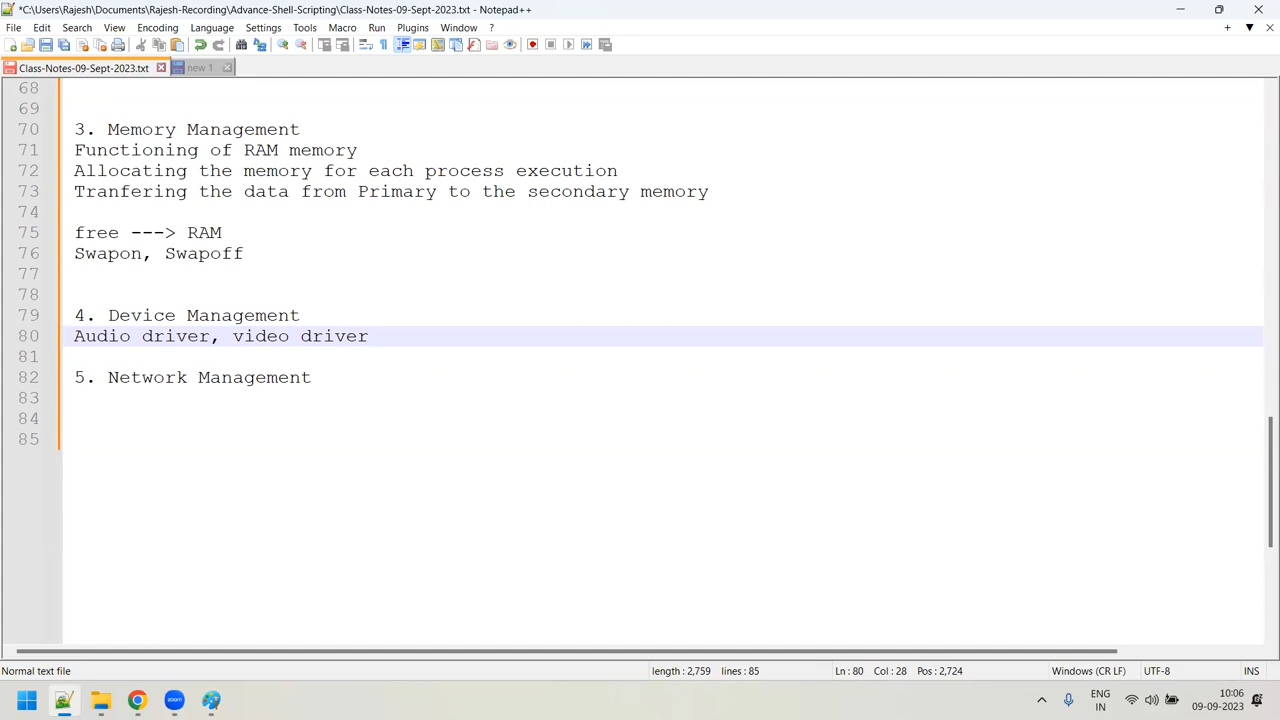 *C:\Users\Rajesh\Documents\Rajesh-Recording\Advance-Shell-Scripting\Class-Notes-09-Sept-2023.txt - Notepad++
File Edit Search View Encoding Language Settings Tools Macro Run Plugins Window ?
Class-Notes-09-Sept-2023.txt new 1
68
69
70 3. Memory Management
71 Functioning of RAM memory
72 Allocating the memory for each process execution
73 Tranfering the data from Primary to the secondary memory
74
75 free ---> RAM
76 Swapon, Swapoff
77
78
79 4. Device Management
80 Audio driver, video driver
81
82 5. Network Management
83
84
85
Normal text file length : 2,759 lines : 85 Ln : 80 Col : 28 Pos : 2,724 Windows (CR LF) UTF-8 INS
zoom ENG IN 10:06 09-09-2023